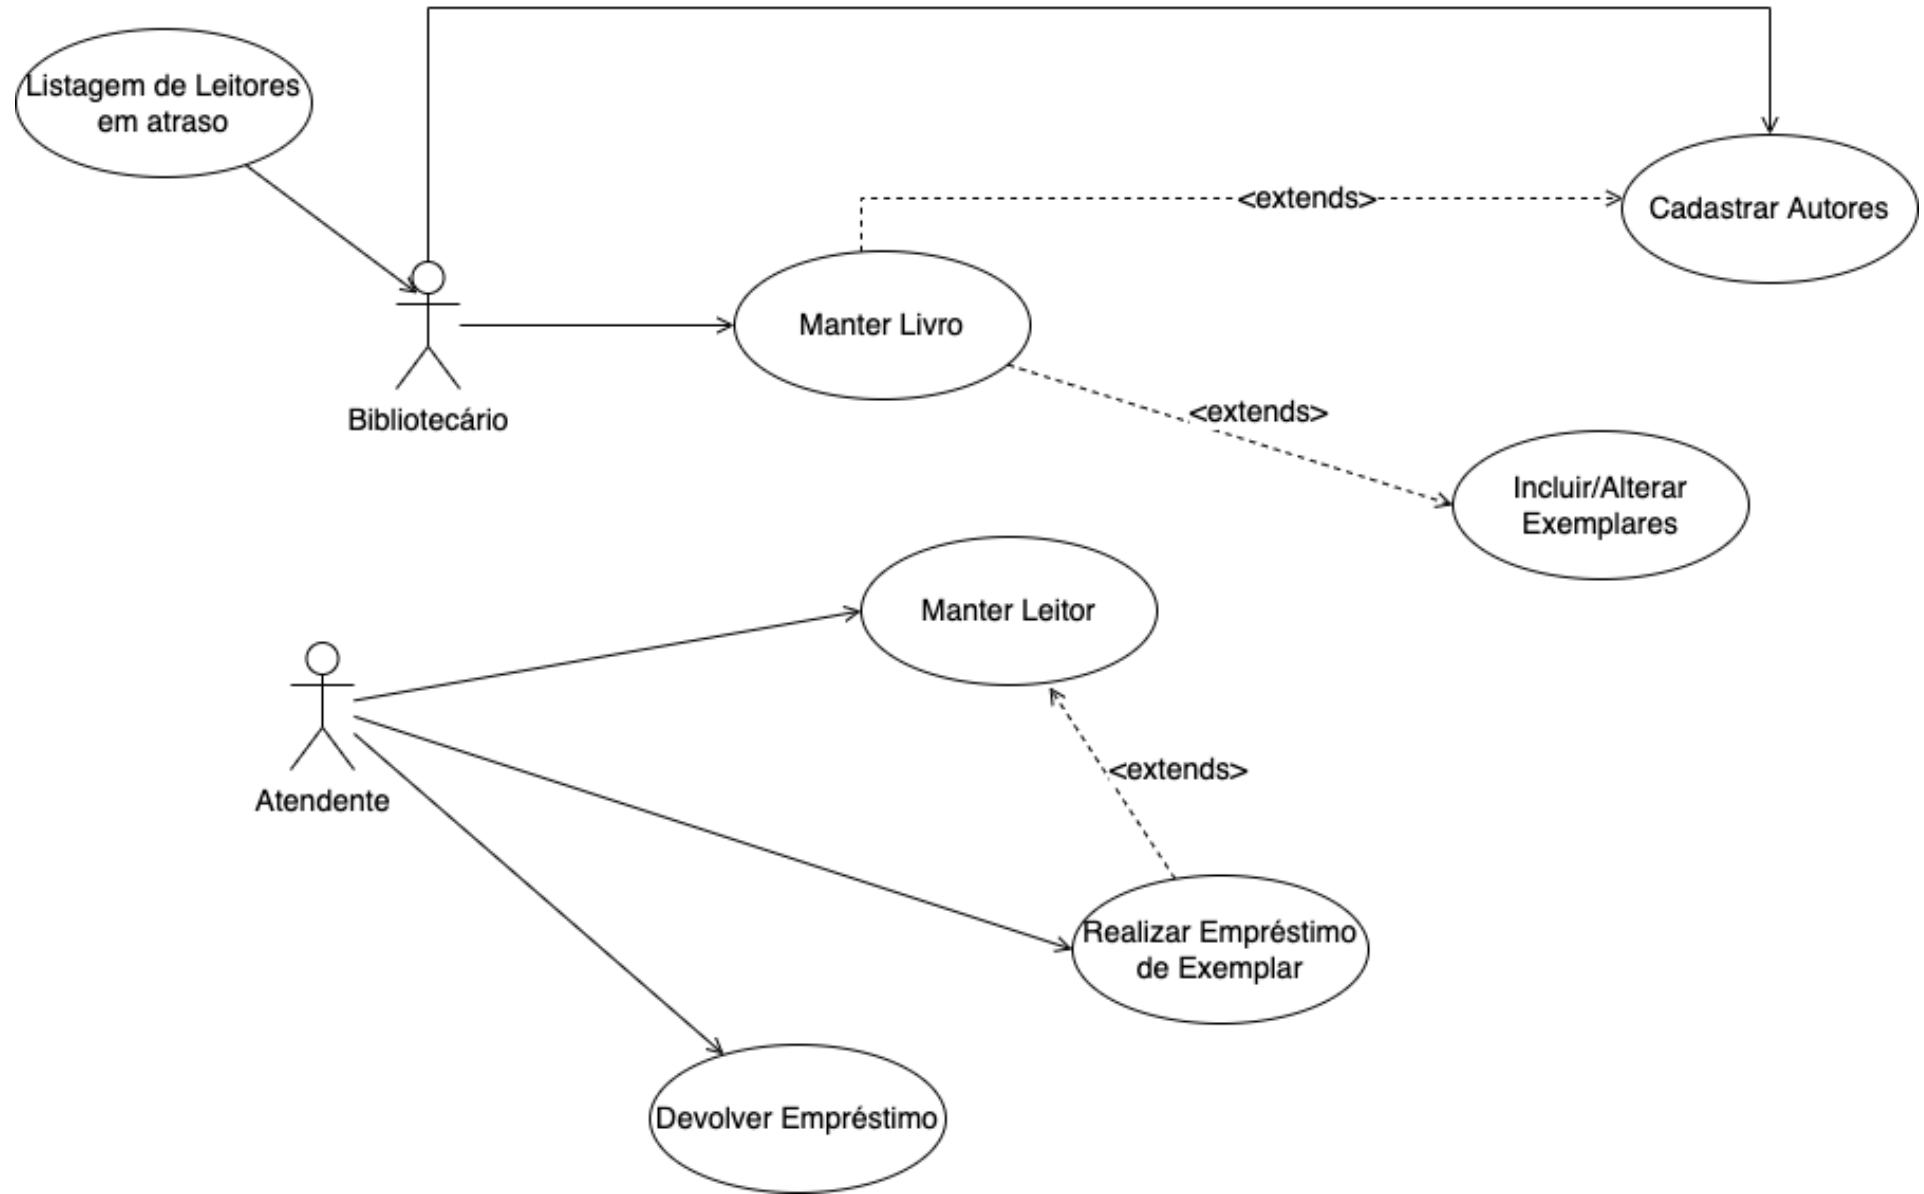 Listagem de Leitores
em atraso
<extends>
Cadastrar Autores
Manter Livro
Bibliotecário
<extends>
Incluir/Alterar
Exemplares
Manter Leitor
<extends>
Atendente
Realizar Empréstimo
de Exemplar
Devolver Empréstimo